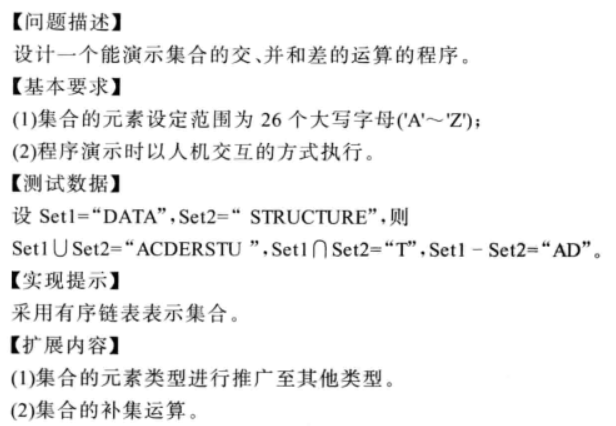 【问题描述】
设计一个能演示集合的交、并和差的运算的程序。
【基本要求】
(1)集合的元素设定范围为 26 个大写字母('A'～'Z');
(2)程序演示时以人机交互的方式执行。
【测试数据】
设 Set1=“DATA”,Set2=“ STRUCTURE”,则
Set1∪Set2=“ACDERSTU ”,Set1∩Set2=“T”,Set1－Set2=“AD”。
【实现提示】
采用有序链表表示集合。
【扩展内容】
(1)集合的元素类型进行推广至其他类型。
(2)集合的补集运算。